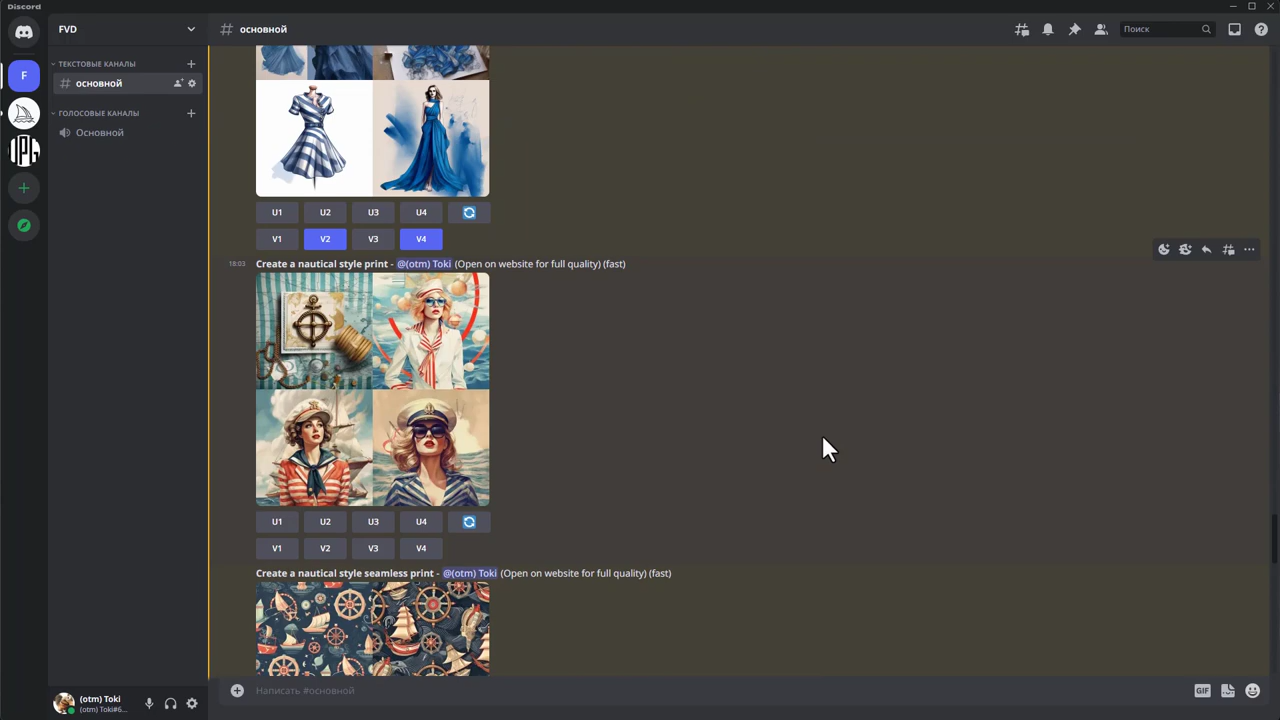 Discord
FVD
основной
Поиск
ТЕКСТОВЫЕ КАНАЛЫ
F
основной
ГОЛОСОВЫЕ КАНАЛЫ
Основной
U1 U2 U3 U4
V1 V2 V3 V4
18:03 Create a nautical style print - @(otm) Toki (Open on website for full quality) (fast)
U1 U2 U3 U4
V1 V2 V3 V4
Create a nautical style seamless print - @(otm) Toki (Open on website for full quality) (fast)
(otm) Toki
(otm) Toki#6...
Написать #основной
GIF